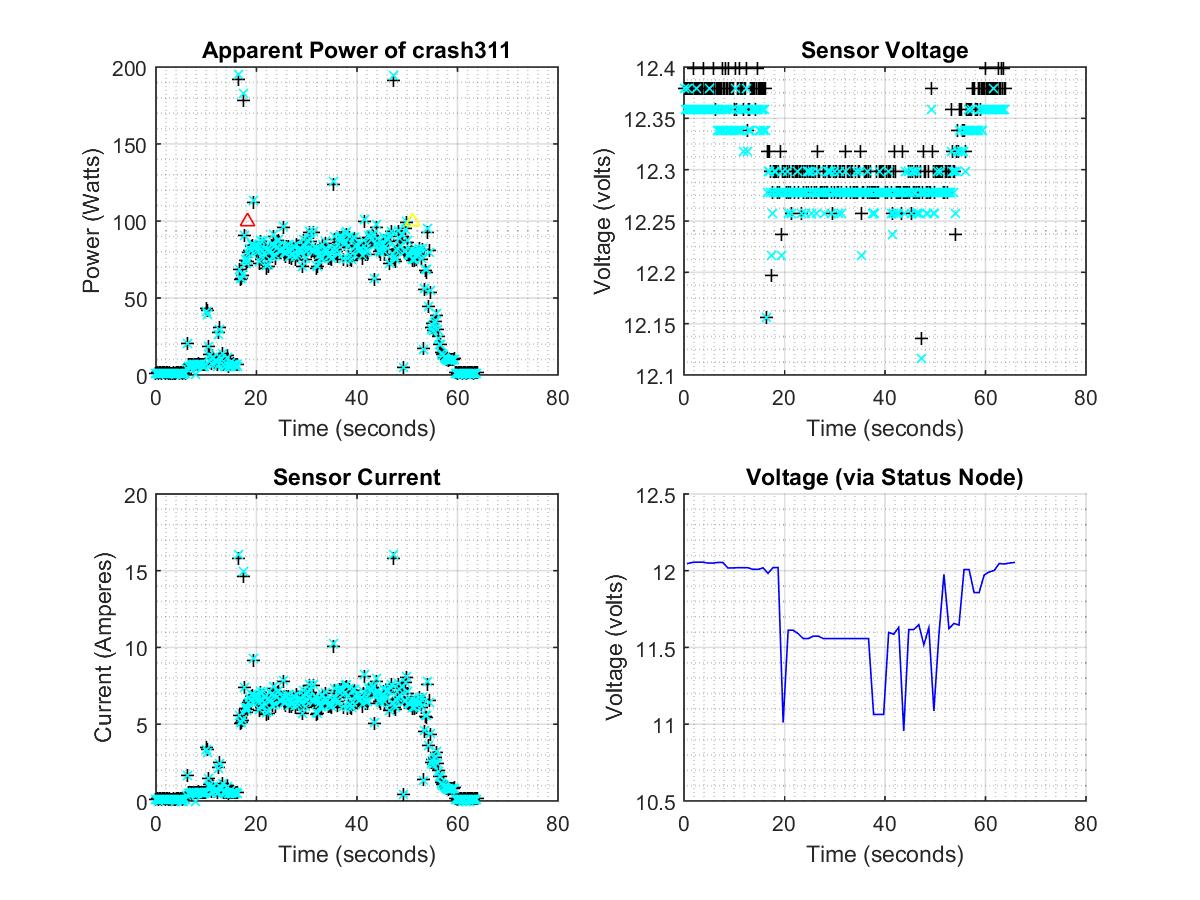 Apparent Power of crash311
200
150
100
50
0
Power (Watts)
0 20 40 60 80
Time (seconds)
Sensor Voltage
12.4
12.35
12.3
12.25
12.2
12.15
12.1
Voltage (volts)
0 20 40 60 80
Time (seconds)
Sensor Current
20
15
10
5
0
Current (Amperes)
0 20 40 60 80
Time (seconds)
Voltage (via Status Node)
12.5
12
11.5
11
10.5
Voltage (volts)
0 20 40 60 80
Time (seconds)